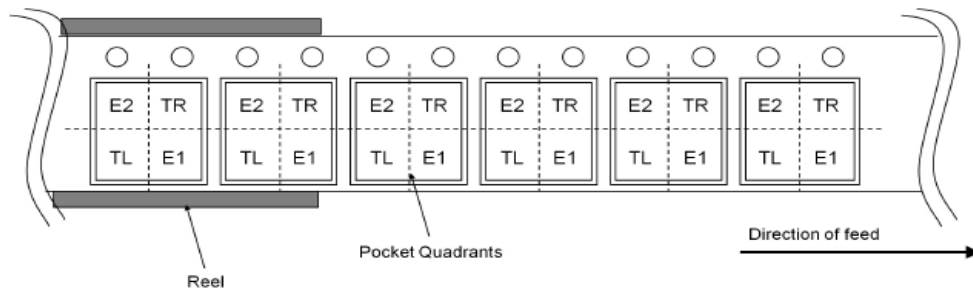 E2 TR E2 TR E2 TR E2 TR E2 TR E2 TR
TL E1 TL E1 TL E1 TL E1 TL E1 TL E1
Direction of feed
Pocket Quadrants
Reel